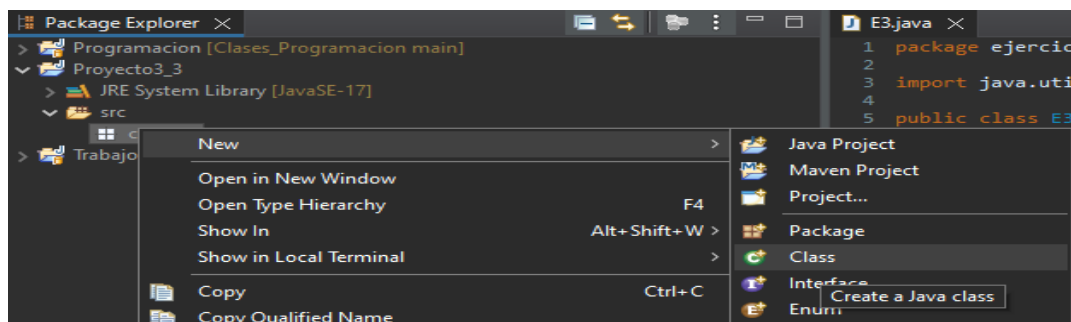 Package Explorer
E3.java
Programacion [Clases_Programacion main]
Proyecto3_3
JRE System Library [JavaSE-17]
src
Trabajo
1 package ejercic
2
3 import java.uti
4
5 public class E3
New
Open in New Window
Open Type Hierarchy F4
Show In Alt+Shift+W >
Show in Local Terminal >
Copy Ctrl+C
Copy Qualified Name
Java Project
Maven Project
Project...
Package
Class
Interface
Enum
Create a Java class